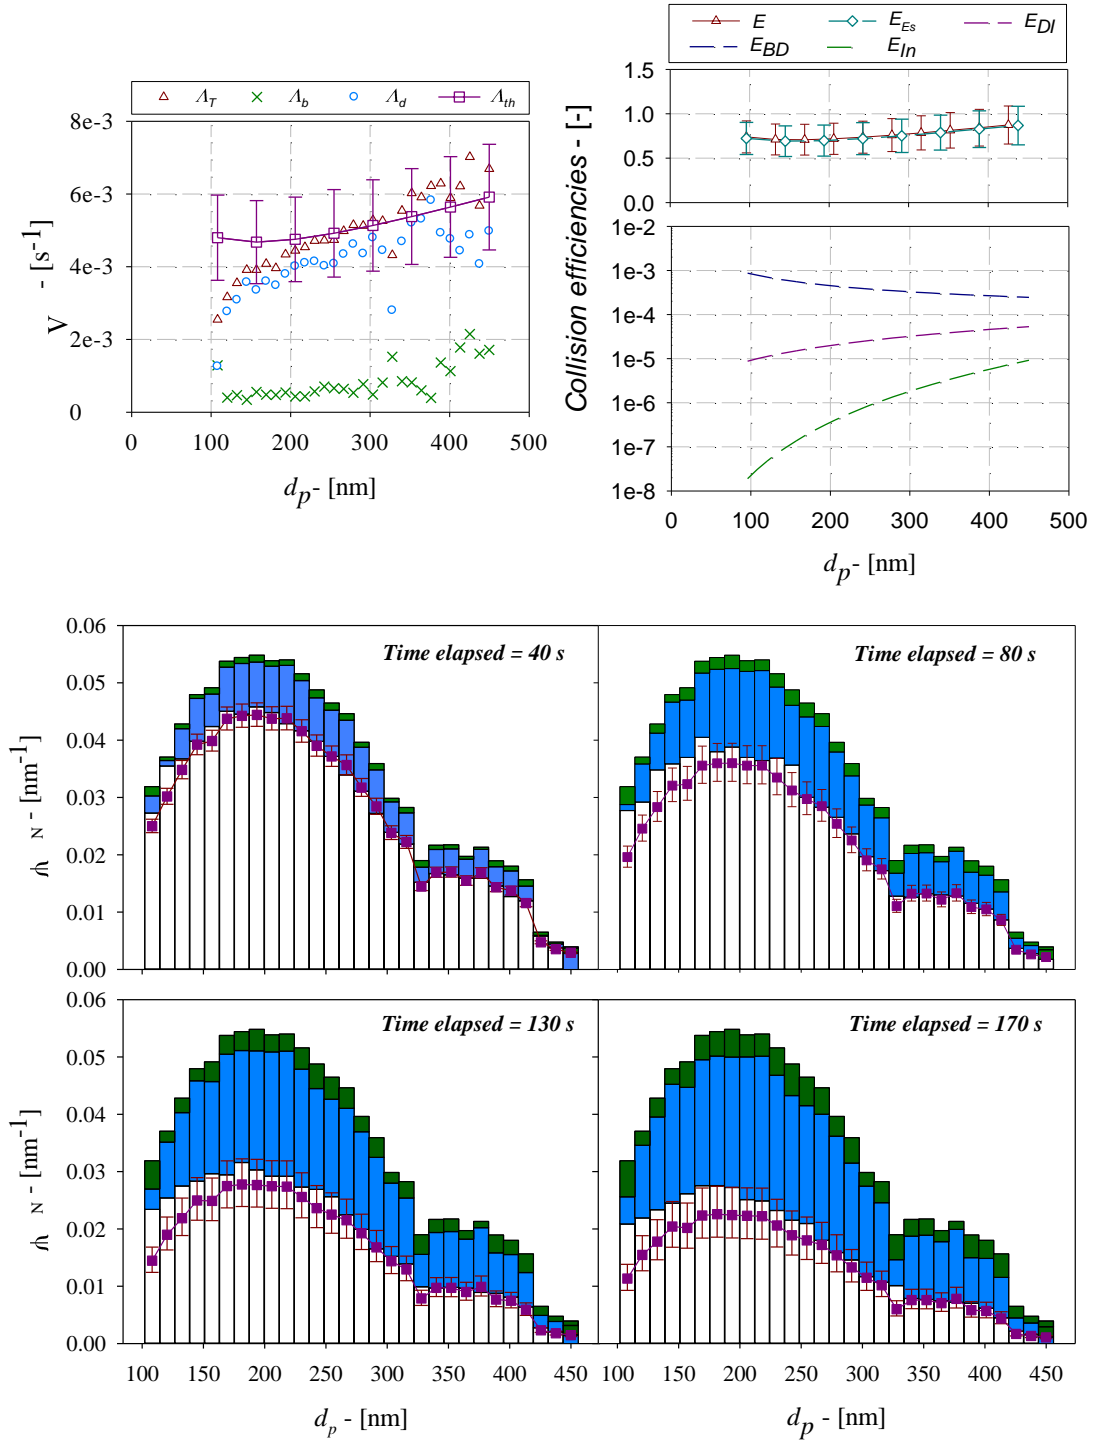 E E_Es E_DI
E_BD E_In
Λ_T Λ_b Λ_d Λ_th
8e-3
6e-3
4e-3
2e-3
0
V - [s⁻¹]
0 100 200 300 400 500
d_p - [nm]
1.5
1.0
0.5
0.0
1e-2
1e-3
1e-4
1e-5
1e-6
1e-7
1e-8
Collision efficiencies - [-]
0 100 200 300 400 500
d_p - [nm]
0.06
0.05
0.04
0.03
0.02
0.01
0.00
N - [nm⁻¹]
Time elapsed = 40 s
Time elapsed = 80 s
0.06
0.05
0.04
0.03
0.02
0.01
0.00
N - [nm⁻¹]
Time elapsed = 130 s
Time elapsed = 170 s
100 150 200 250 300 350 400 450
100 150 200 250 300 350 400 450
d_p - [nm]
d_p - [nm]